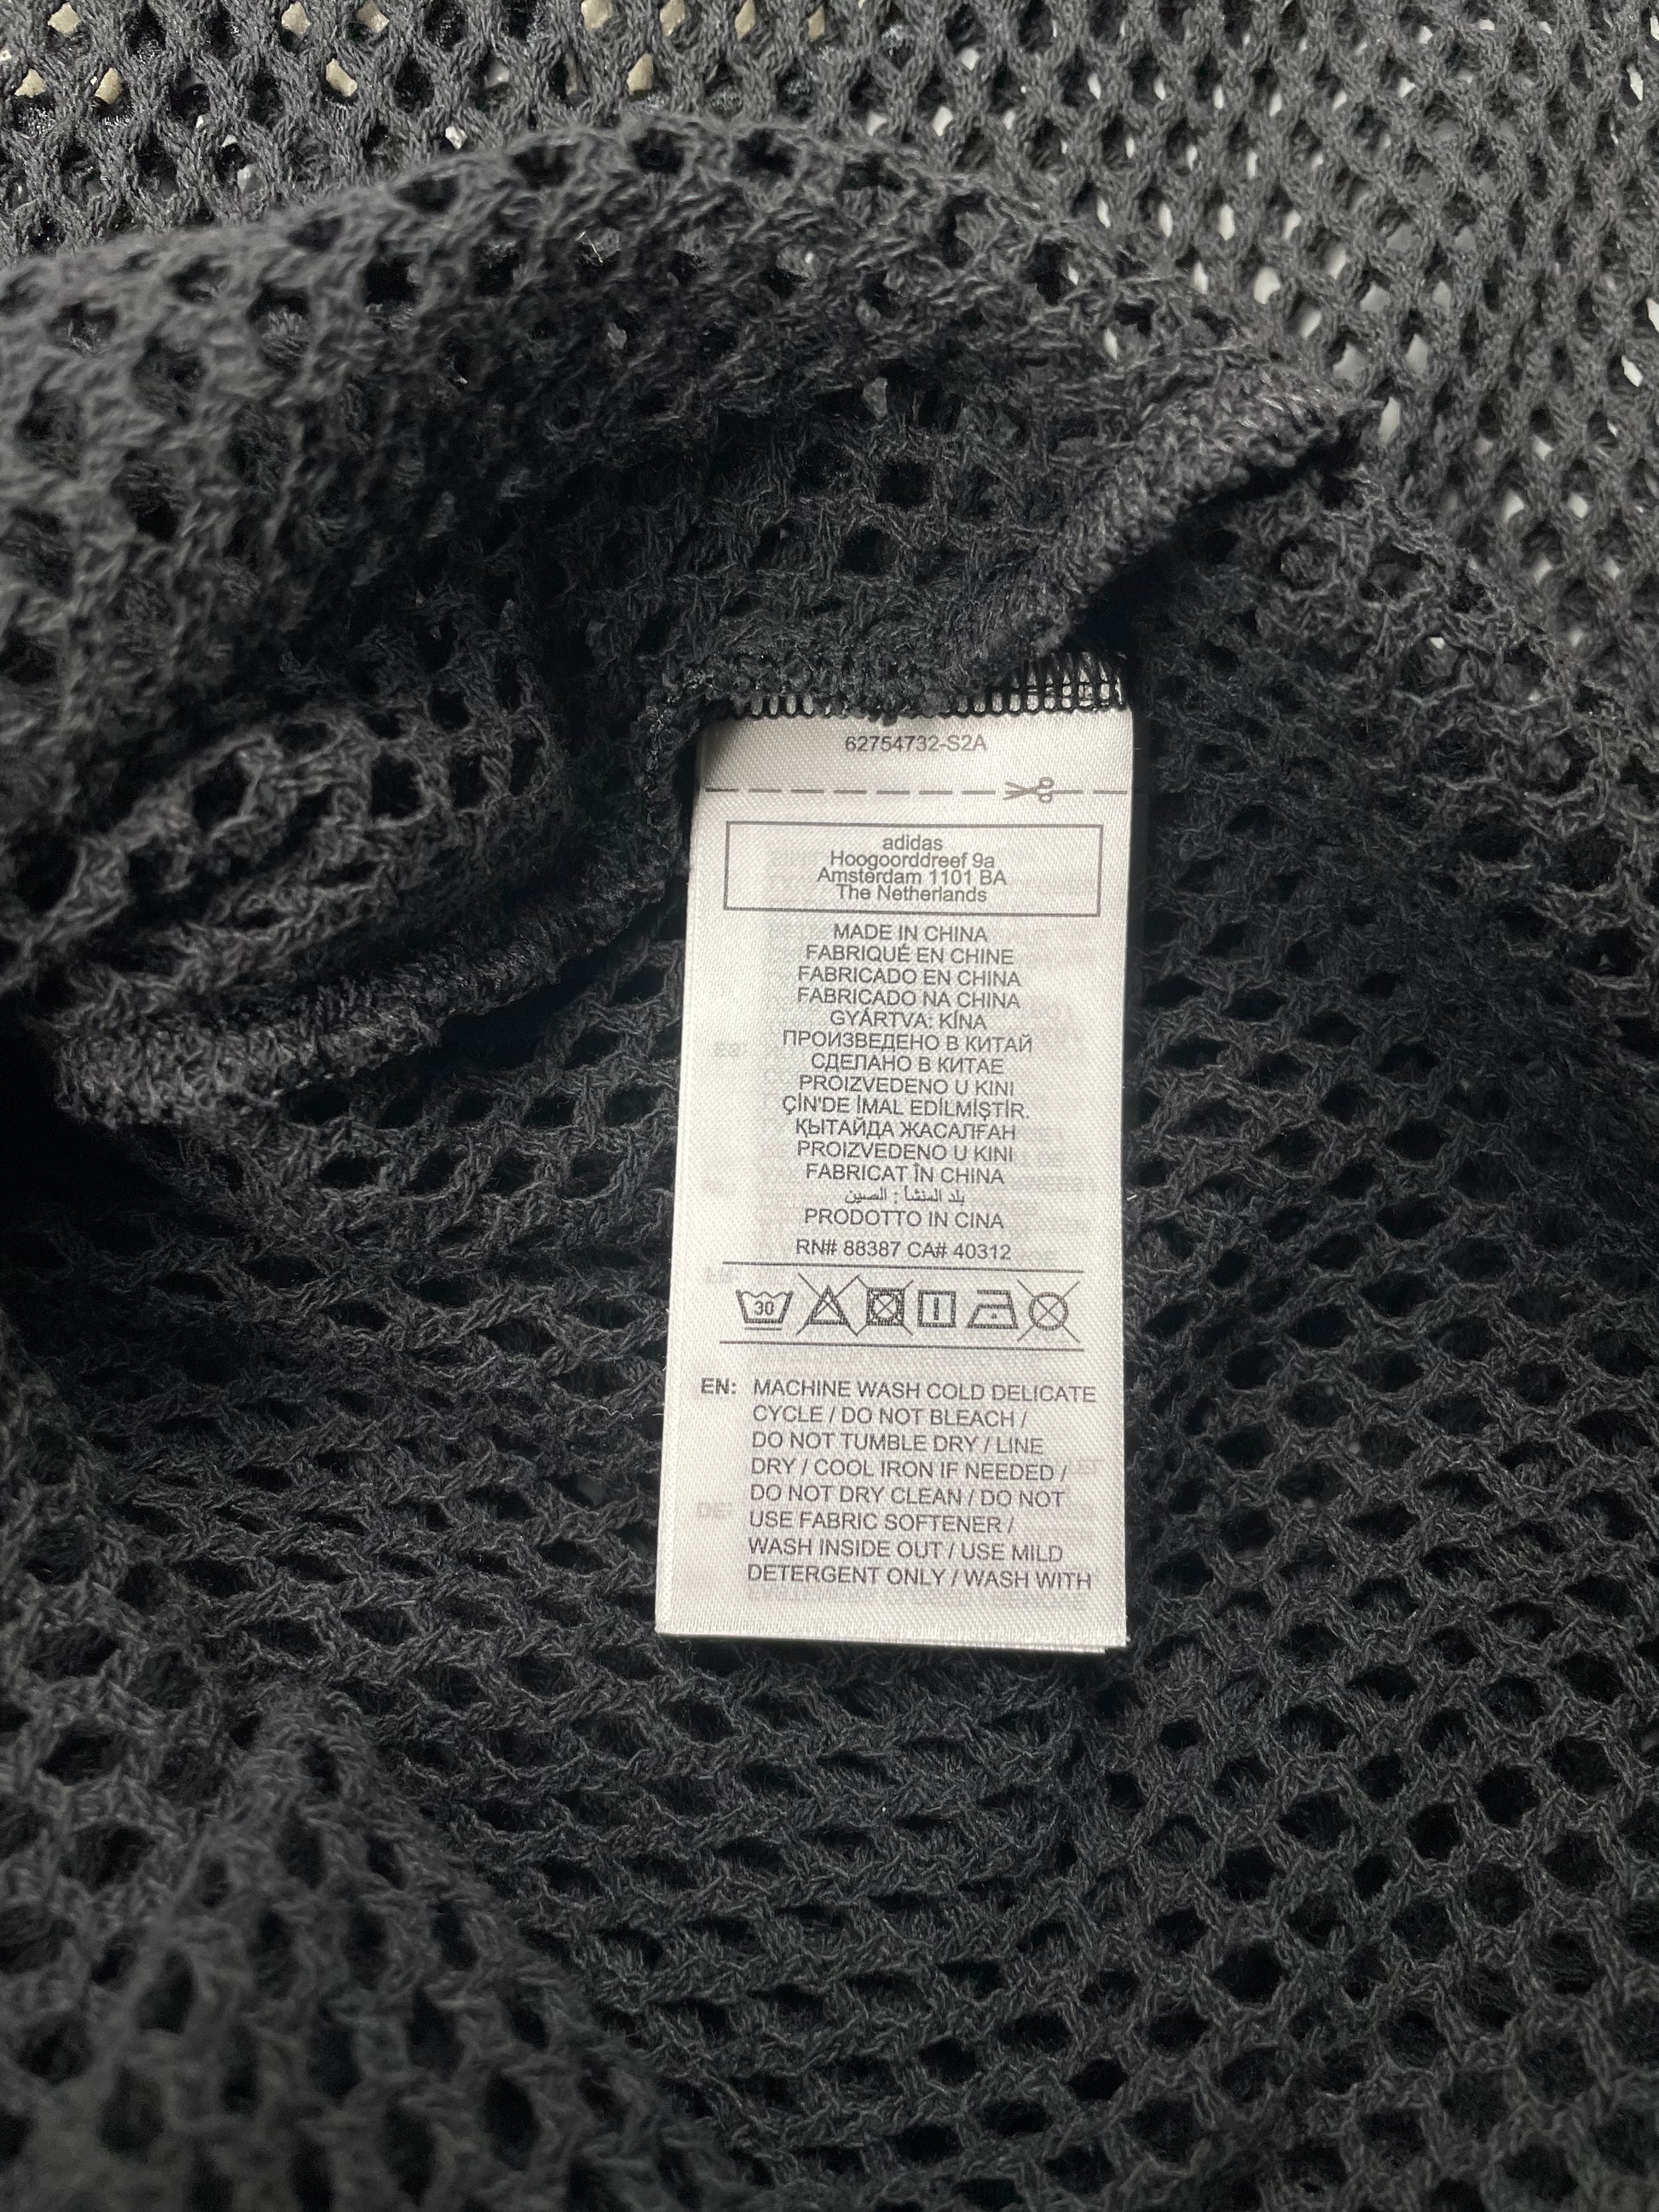 62754732-S2A
adidas
Hoogoorddreef 9a
Amsterdam 1101 BA
The Netherlands
MADE IN CHINA
FABRIQUÉ EN CHINE
FABRICADO EN CHINA
FABRICADO NA CHINA
GYÁRTVA: KÍNA
ПРОИЗВЕДЕНО В КИТАЙ
СДЕЛАНО В КИТАЕ
PROIZVEDENO U KINI
ÇİN'DE İMAL EDİLMİŞTİR.
ҚЫТАЙДА ЖАСАЛҒАН
PROIZVEDENO U KINI
FABRICAT ÎN CHINA
بلد المنشأ : الصين
PRODOTTO IN CINA
RN# 88387 CA# 40312
30
EN: MACHINE WASH COLD DELICATE
CYCLE / DO NOT BLEACH /
DO NOT TUMBLE DRY / LINE
DRY / COOL IRON IF NEEDED /
DO NOT DRY CLEAN / DO NOT
USE FABRIC SOFTENER /
WASH INSIDE OUT / USE MILD
DETERGENT ONLY / WASH WITH